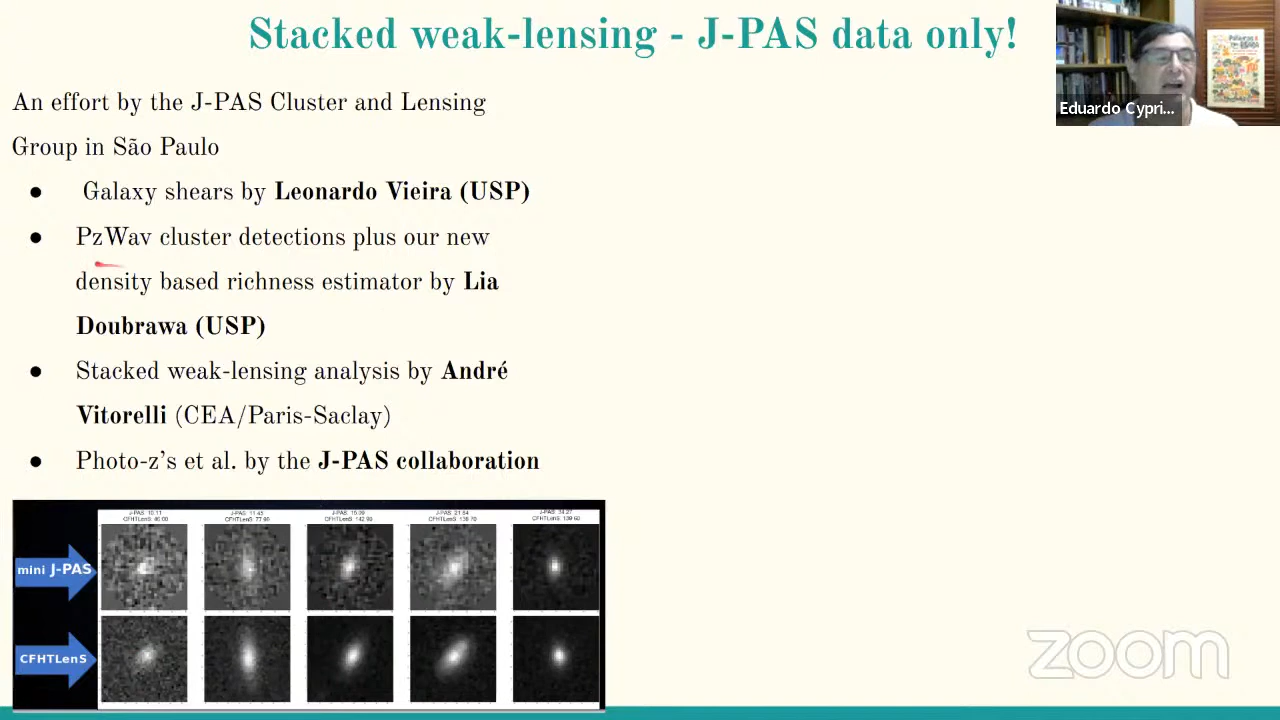 Stacked weak-lensing - J-PAS data only!
Eduardo Cypri...
An effort by the J-PAS Cluster and Lensing
Group in São Paulo
● Galaxy shears by Leonardo Vieira (USP)
● PzWav cluster detections plus our new
density based richness estimator by Lia
Doubrawa (USP)
● Stacked weak-lensing analysis by André
Vitorelli (CEA/Paris-Saclay)
● Photo-z's et al. by the J-PAS collaboration
mini J-PAS
CFHTLenS
zoom